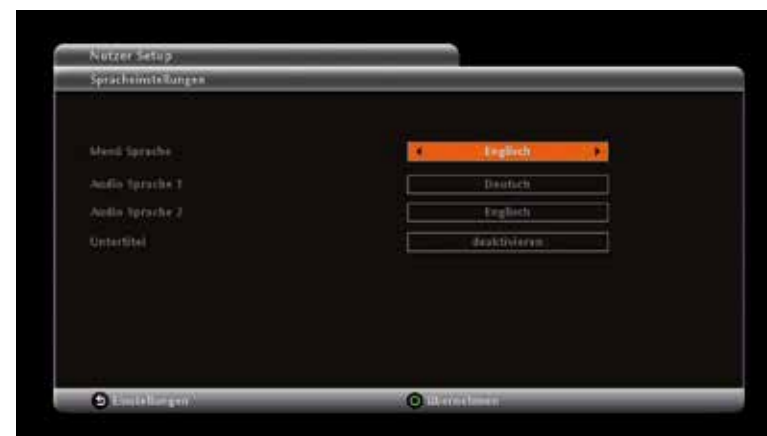 Nutzer Setup
Spracheinstellungen
Menü Sprache
Englisch
Audio Sprache 1
Deutsch
Audio Sprache 2
Englisch
Untertitel
deaktivieren
Einstellungen
Übernehmen